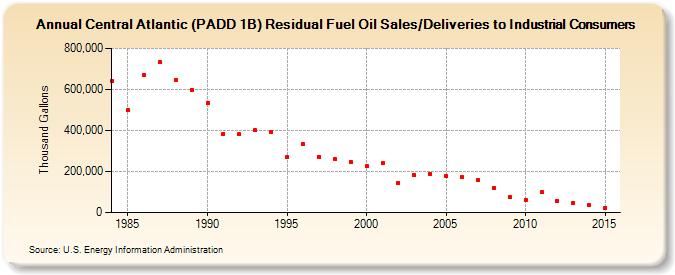 Annual Central Atlantic (PADD 1B) Residual Fuel Oil Sales/Deliveries to Industrial Consumers
Thousand Gallons
800,000
600,000
400,000
200,000
0
1985 1990 1995 2000 2005 2010 2015
Source: U.S. Energy Information Administration